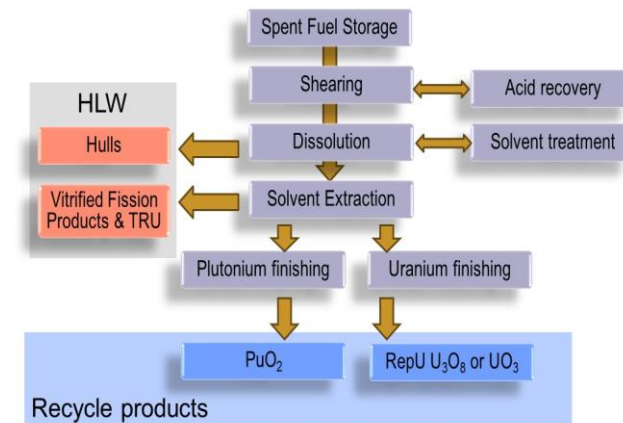 Spent Fuel Storage
Shearing
Acid recovery
HLW
Hulls
Dissolution
Solvent treatment
Vitrified Fission
Products & TRU
Solvent Extraction
Plutonium finishing
Uranium finishing
PuO₂
RepU U₃O₈ or UO₃
Recycle products